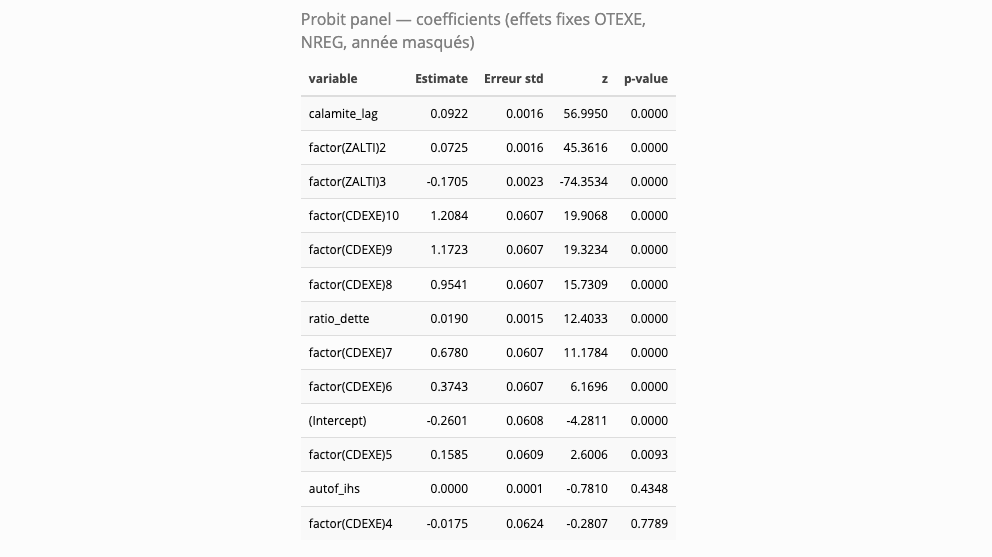 Probit panel — coefficients (effets fixes OTEXE,
NREG, année masqués)
variable Estimate Erreur std z p-value
calamite_lag 0.0922 0.0016 56.9950 0.0000
factor(ZALTI)2 0.0725 0.0016 45.3616 0.0000
factor(ZALTI)3 -0.1705 0.0023 -74.3534 0.0000
factor(CDEXE)10 1.2084 0.0607 19.9068 0.0000
factor(CDEXE)9 1.1723 0.0607 19.3234 0.0000
factor(CDEXE)8 0.9541 0.0607 15.7309 0.0000
ratio_dette 0.0190 0.0015 12.4033 0.0000
factor(CDEXE)7 0.6780 0.0607 11.1784 0.0000
factor(CDEXE)6 0.3743 0.0607 6.1696 0.0000
(Intercept) -0.2601 0.0608 -4.2811 0.0000
factor(CDEXE)5 0.1585 0.0609 2.6006 0.0093
autof_ihs 0.0000 0.0001 -0.7810 0.4348
factor(CDEXE)4 -0.0175 0.0624 -0.2807 0.7789